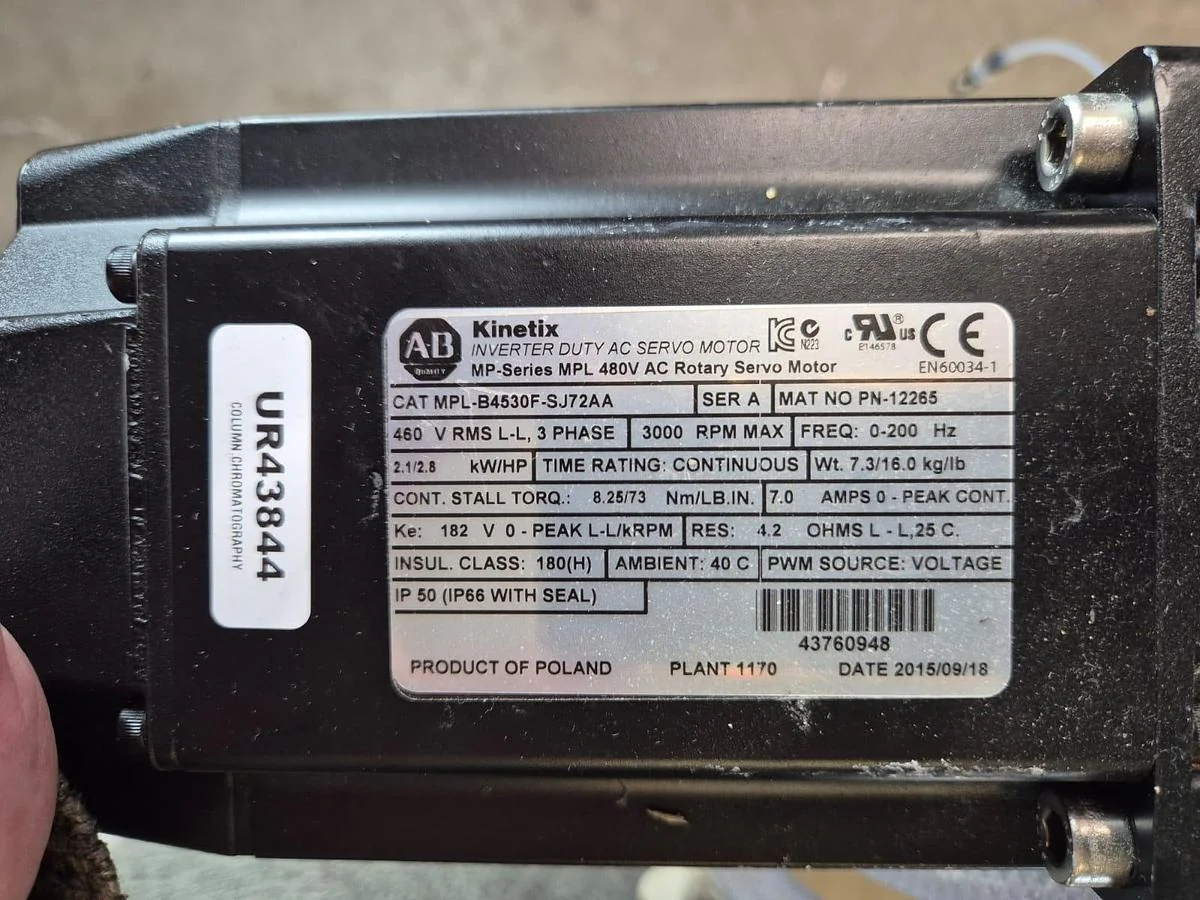 UR43844
COLUMN.CHROMATOGRAPHY
A-B
QUALITY
Kinetix
INVERTER DUTY AC SERVO MOTOR
MP-Series MPL 480V AC Rotary Servo Motor
N223
c RU ® US
E146578
CE
EN60034-1
CAT MPL-B4530F-SJ72AA SER A MAT NO PN-12265
460 V RMS L-L, 3 PHASE 3000 RPM MAX FREQ: 0-200 Hz
2.1/2.8 kW/HP TIME RATING: CONTINUOUS Wt. 7.3/16.0 kg/lb
CONT. STALL TORQ.: 8.25/73 Nm/LB.IN. 7.0 AMPS 0 - PEAK CONT.
Ke: 182 V 0 - PEAK L-L/kRPM RES: 4.2 OHMS L - L,25 C.
INSUL. CLASS: 180(H) AMBIENT: 40 C PWM SOURCE: VOLTAGE
IP 50 (IP66 WITH SEAL)
43760948
PRODUCT OF POLAND PLANT 1170 DATE 2015/09/18